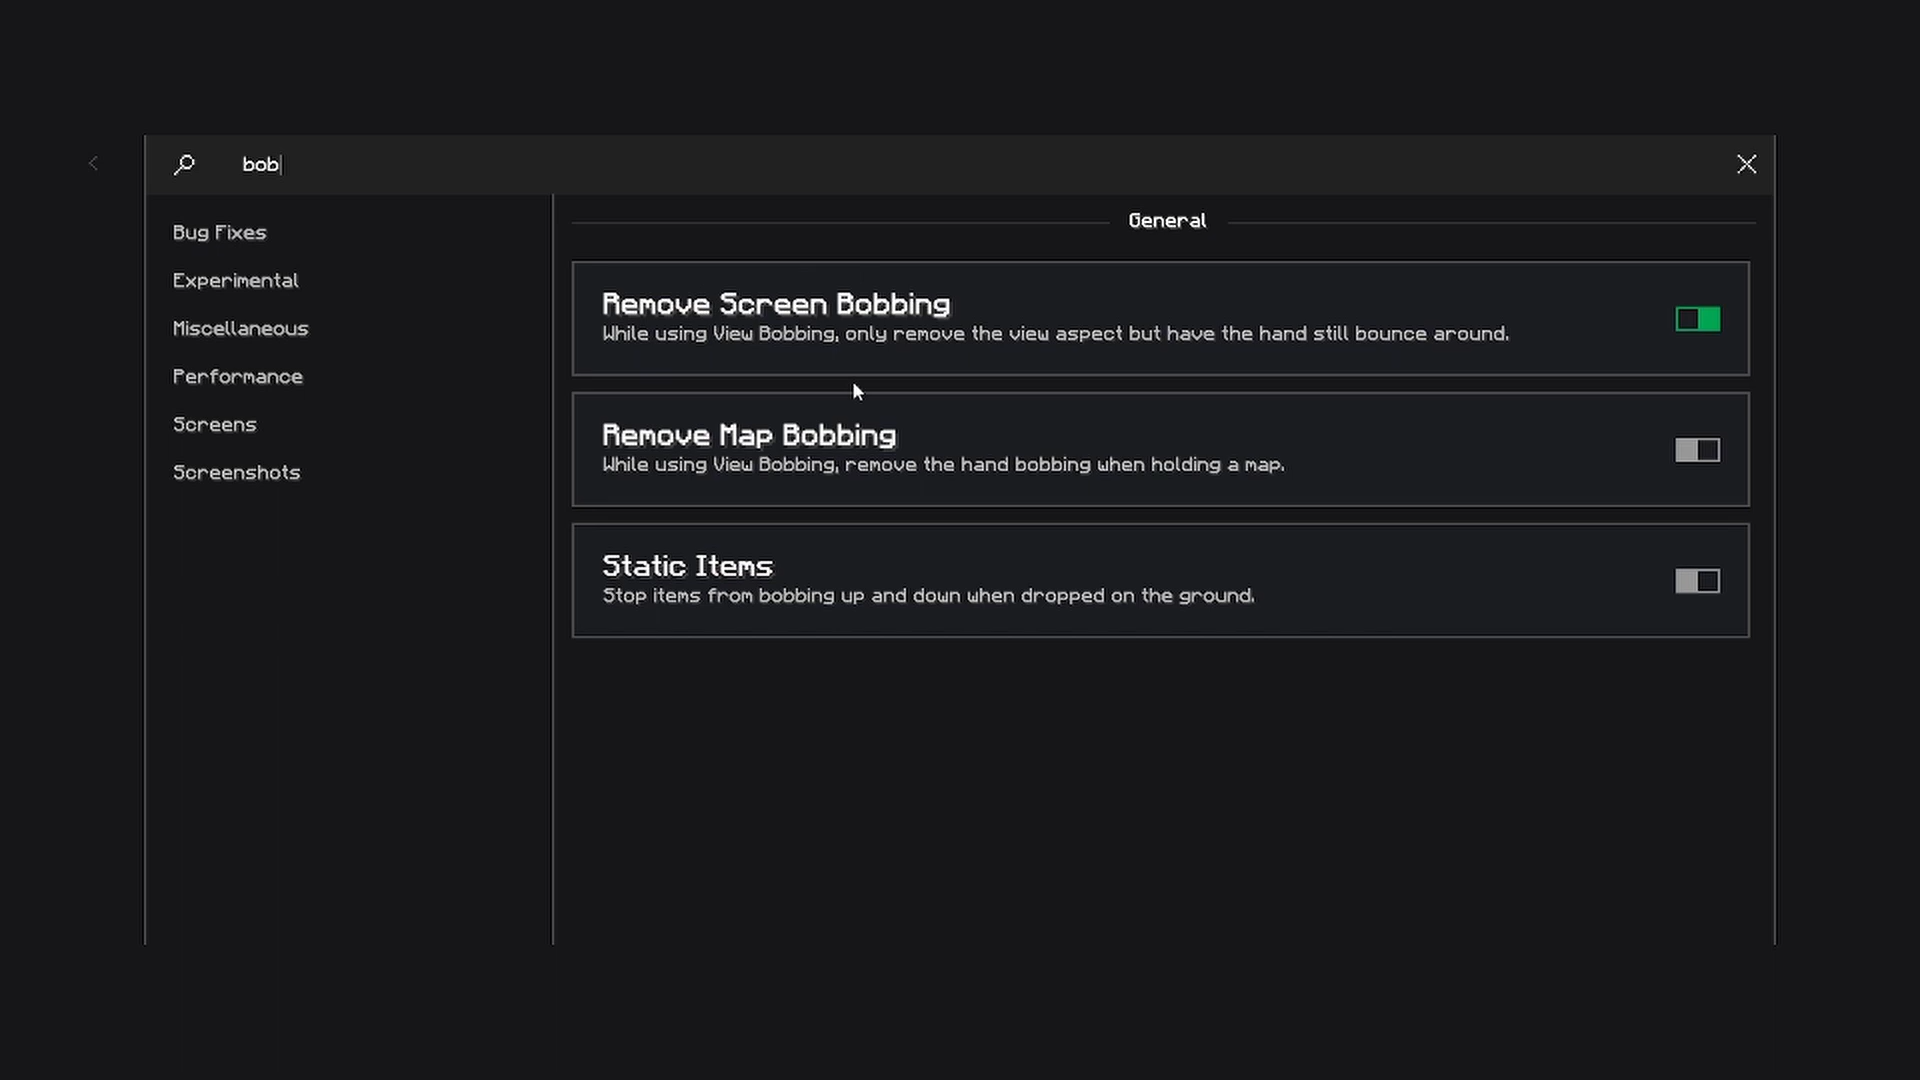 bob
Bug Fixes
Experimental
Miscellaneous
Performance
Screens
Screenshots
General
Remove Screen Bobbing
While using View Bobbing, only remove the view aspect but have the hand still bounce around.
Remove Map Bobbing
While using View Bobbing, remove the hand bobbing when holding a map.
Static Items
Stop items from bobbing up and down when dropped on the ground.